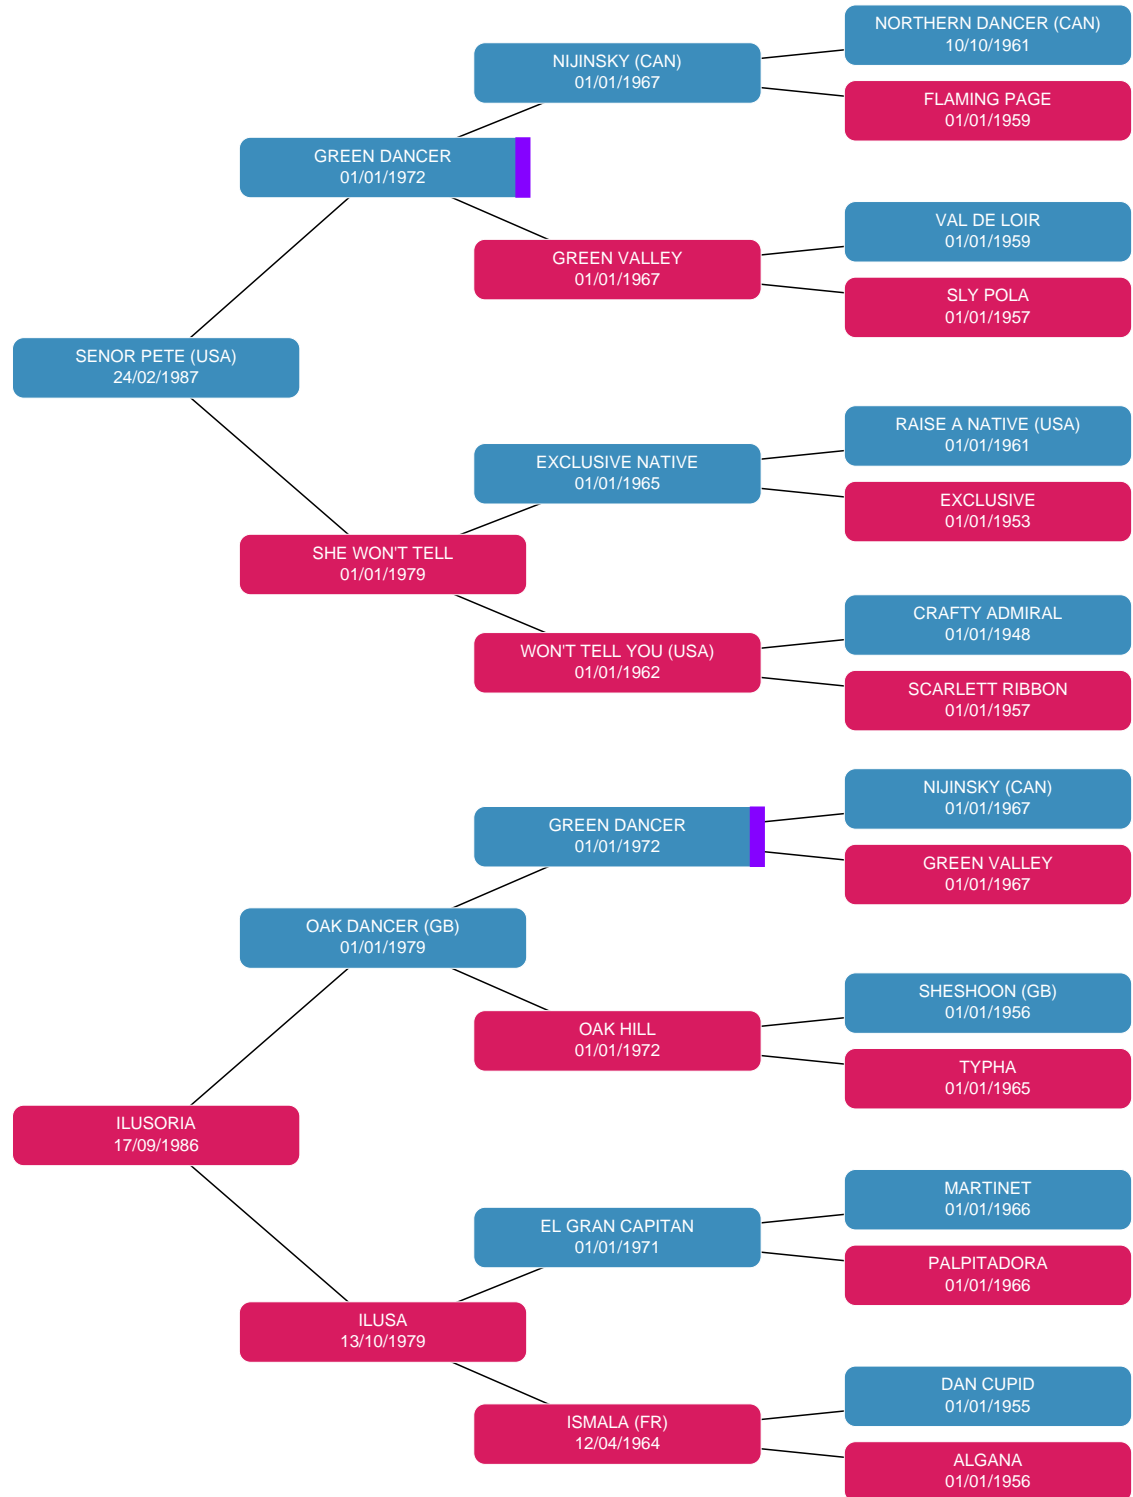 NORTHERN DANCER (CAN)
10/10/1961
NIJINSKY (CAN)
01/01/1967
FLAMING PAGE
01/01/1959
GREEN DANCER
01/01/1972
VAL DE LOIR
01/01/1959
GREEN VALLEY
01/01/1967
SLY POLA
01/01/1957
SENOR PETE (USA)
24/02/1987
RAISE A NATIVE (USA)
01/01/1961
EXCLUSIVE NATIVE
01/01/1965
EXCLUSIVE
01/01/1953
SHE WON'T TELL
01/01/1979
CRAFTY ADMIRAL
01/01/1948
WON'T TELL YOU (USA)
01/01/1962
SCARLETT RIBBON
01/01/1957
NIJINSKY (CAN)
01/01/1967
GREEN DANCER
01/01/1972
GREEN VALLEY
01/01/1967
OAK DANCER (GB)
01/01/1979
SHESHOON (GB)
01/01/1956
OAK HILL
01/01/1972
TYPHA
01/01/1965
ILUSORIA
17/09/1986
MARTINET
01/01/1966
EL GRAN CAPITAN
01/01/1971
PALPITADORA
01/01/1966
ILUSA
13/10/1979
DAN CUPID
01/01/1955
ISMALA (FR)
12/04/1964
ALGANA
01/01/1956